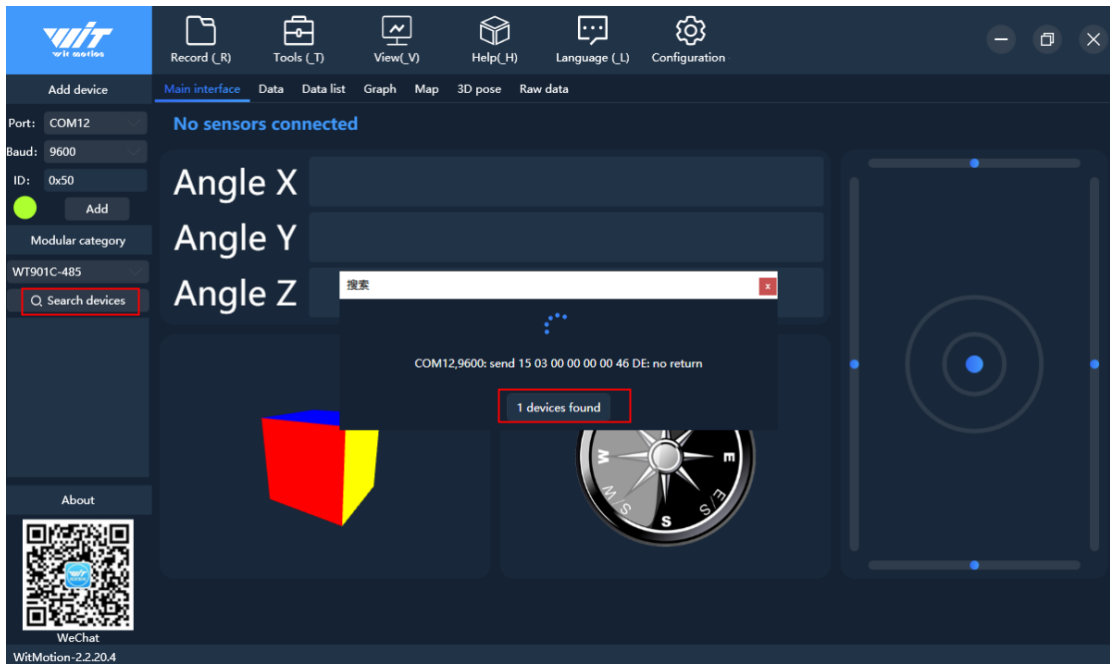 WiT
wit motion
Record (_R) Tools (_T) View(_V) Help(_H) Language (_L) Configuration
Add device
Main interface Data Data list Graph Map 3D pose Raw data
Port: COM12
No sensors connected
Baud: 9600
ID: 0x50
Add
Angle X
Modular category
Angle Y
WT901C-485
Search devices
Angle Z
搜索
x
COM12,9600: send 15 03 00 00 00 00 46 DE: no return
1 devices found
E
S/E
S
W/S
W
About
WeChat
WitMotion-2.2.20.4